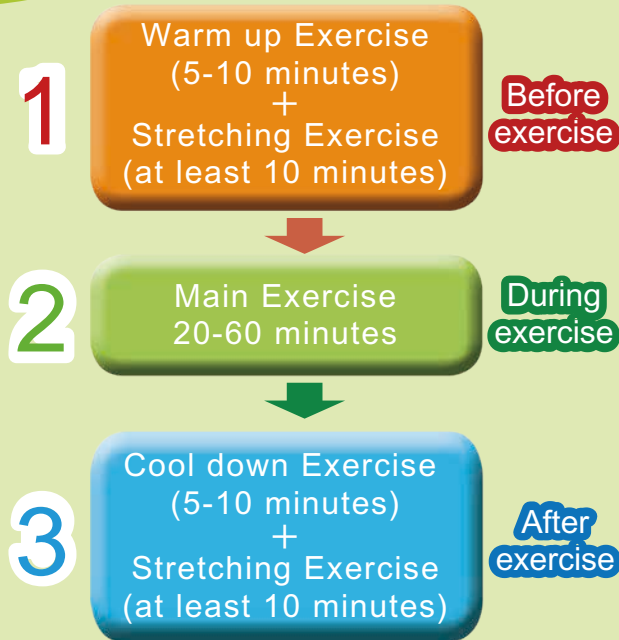 1
Warm up Exercise
(5-10 minutes)
+
Stretching Exercise
(at least 10 minutes)
Before
exercise
2
Main Exercise
20-60 minutes
During
exercise
3
Cool down Exercise
(5-10 minutes)
+
Stretching Exercise
(at least 10 minutes)
After
exercise